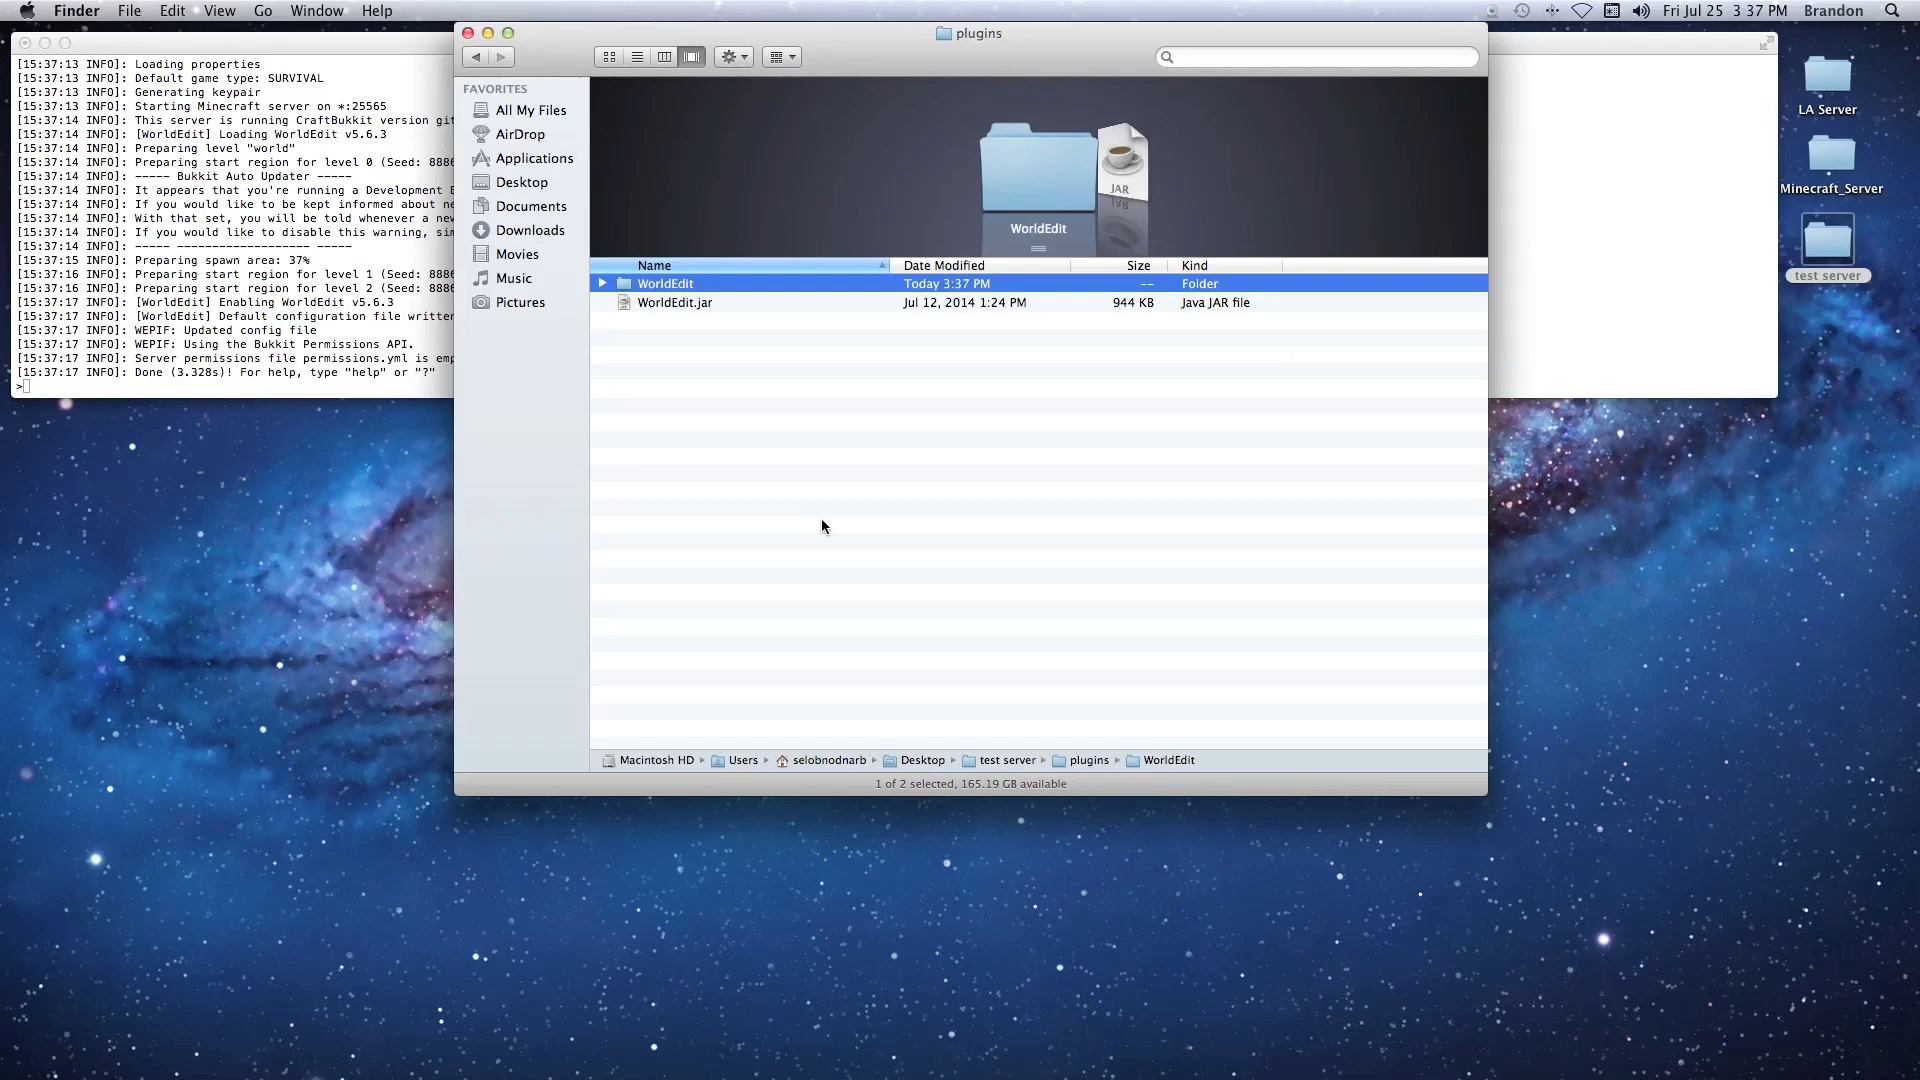 Finder File Edit View Go Window Help
Fri Jul 25 3 37 PM Brandon
[15:37:13 INFO]: Loading properties
[15:37:13 INFO]: Default game type: SURVIVAL
[15:37:13 INFO]: Generating keypair
[15:37:13 INFO]: Starting Minecraft server on *:25565
[15:37:14 INFO]: This server is running CraftBukkit version git
[15:37:14 INFO]: [WorldEdit] Loading WorldEdit v5.6.3
[15:37:14 INFO]: Preparing level "world"
[15:37:14 INFO]: Preparing start region for level 0 (Seed: 8886
[15:37:14 INFO]: ----- Bukkit Auto Updater -----
[15:37:14 INFO]: It appears that you're running a Development B
[15:37:14 INFO]: If you would like to be kept informed about ne
[15:37:14 INFO]: With that set, you will be told whenever a new
[15:37:14 INFO]: If you would like to disable this warning, sim
[15:37:14 INFO]: ----- ------------------- -----
[15:37:15 INFO]: Preparing spawn area: 37%
[15:37:16 INFO]: Preparing start region for level 1 (Seed: 8886
[15:37:16 INFO]: Preparing start region for level 2 (Seed: 8886
[15:37:17 INFO]: [WorldEdit] Enabling WorldEdit v5.6.3
[15:37:17 INFO]: [WorldEdit] Default configuration file written
[15:37:17 INFO]: WEPIF: Updated config file
[15:37:17 INFO]: WEPIF: Using the Bukkit Permissions API.
[15:37:17 INFO]: Server permissions file permissions.yml is emp
[15:37:17 INFO]: Done (3.328s)! For help, type "help" or "?"
>
plugins
FAVORITES
All My Files
AirDrop
Applications
Desktop
Documents
Downloads
Movies
Music
Pictures
JAR
WorldEdit
Name Date Modified Size Kind
WorldEdit Today 3:37 PM -- Folder
WorldEdit.jar Jul 12, 2014 1:24 PM 944 KB Java JAR file
Macintosh HD Users selobnodnarb Desktop test server plugins WorldEdit
1 of 2 selected, 165.19 GB available
LA Server
Minecraft_Server
test server